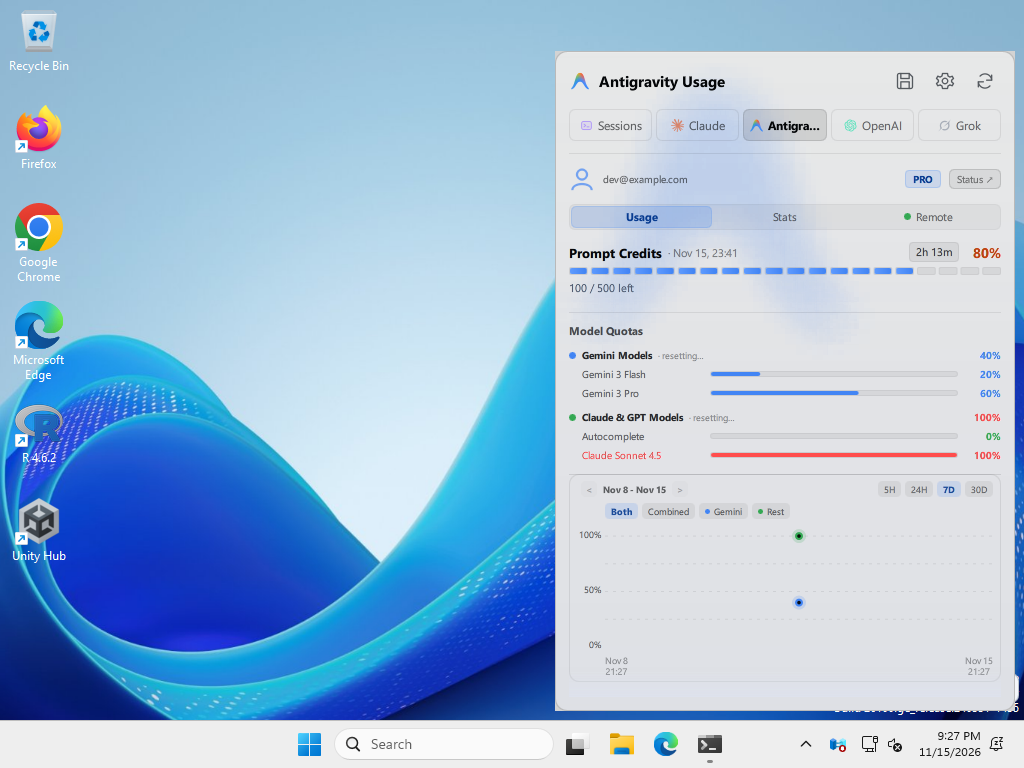 Recycle Bin
Firefox
Google
Chrome
Microsoft
Edge
R 4.6.2
Unity Hub
Antigravity Usage
Sessions
Claude
Antigra...
OpenAI
Grok
dev@example.com
PRO
Status ↗
Usage
Stats
Remote
Prompt Credits · Nov 15, 23:41
2h 13m
80%
100 / 500 left
Model Quotas
Gemini Models · resetting...
40%
Gemini 3 Flash
20%
Gemini 3 Pro
60%
Claude & GPT Models · resetting...
100%
Autocomplete
0%
Claude Sonnet 4.5
100%
< Nov 8 - Nov 15 >
5H
24H
7D
30D
Both
Combined
Gemini
Rest
100%
50%
0%
Nov 8
21:27
Nov 15
21:27
Search
9:27 PM
11/15/2026